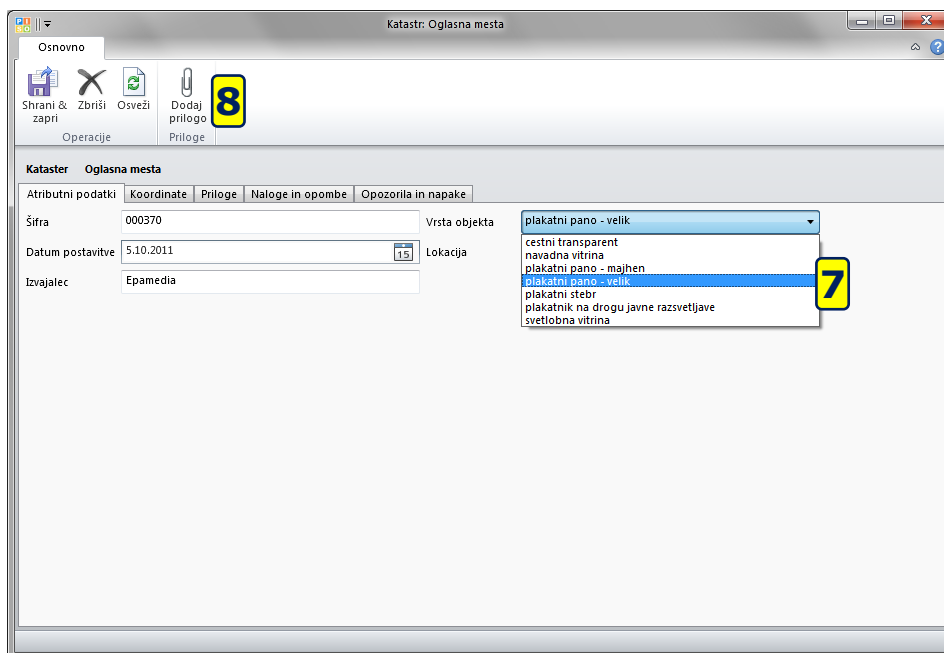 Katastr: Oglasna mesta
Osnovno
Shrani & zapri
Zbriši
Osveži
Dodaj prilogo
8
Operacije
Priloge
Kataster Oglasna mesta
Atributni podatki Koordinate Priloge Naloge in opombe Opozorila in napake
Šifra 000370 Vrsta objekta plakatni pano - velik
Datum postavitve 5.10.2011 15 Lokacija
Izvajalec Epamedia
cestni transparent
navadna vitrina
plakatni pano - majhen
plakatni pano - velik
plakatni stebr
plakatnik na drogu javne razsvetljave
svetlobna vitrina
7